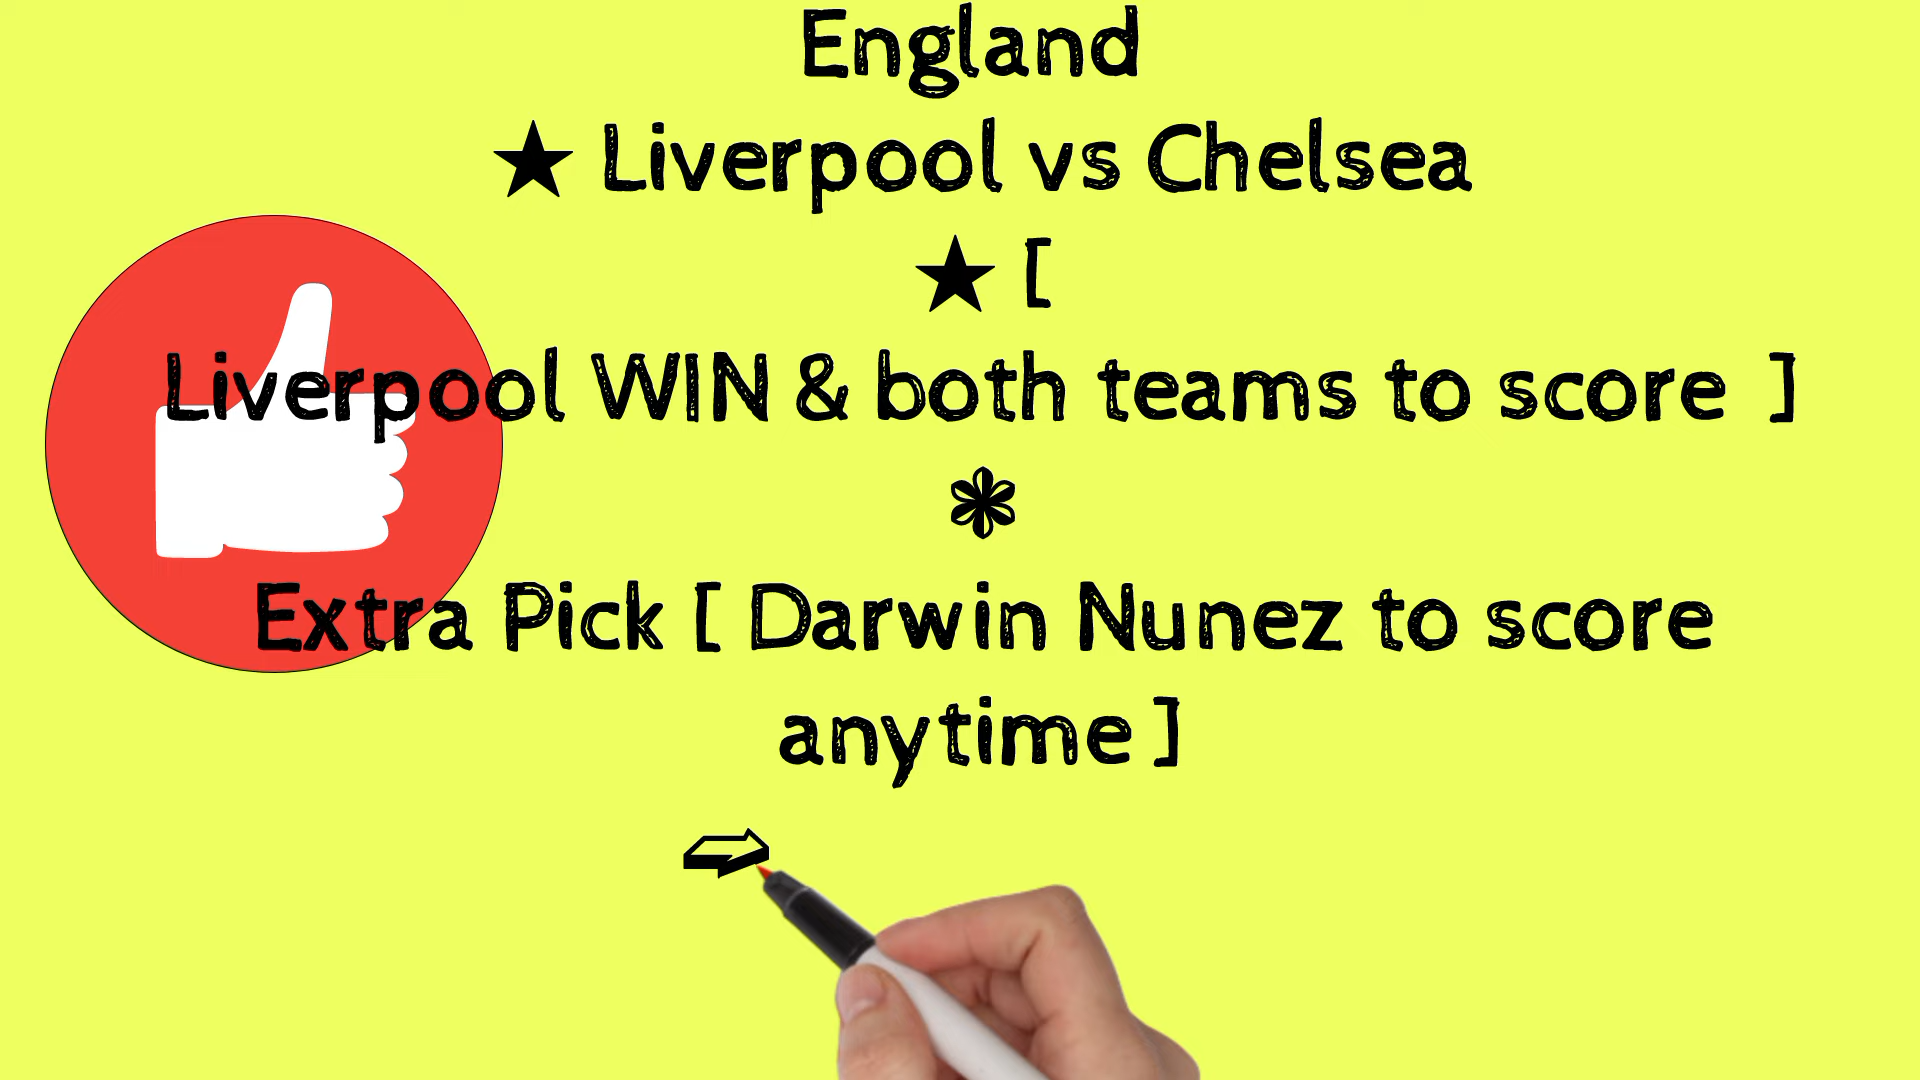 England
★ Liverpool vs Chelsea
★ [
Liverpool WIN & both teams to score ]
❃
Extra Pick [ Darwin Nunez to score
anytime ]
➩